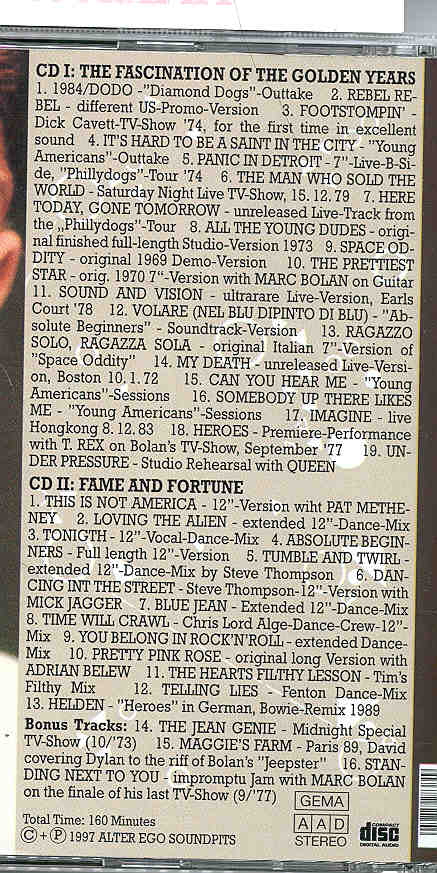 CD I: THE FASCINATION OF THE GOLDEN YEARS
1. 1984/DODO -"Diamond Dogs"-Outtake 2. REBEL RE-
BEL - different US-Promo-Version 3. FOOTSTOMPIN' -
Dick Cavett-TV-Show '74, for the first time in excellent
sound 4. IT'S HARD TO BE A SAINT IN THE CITY - "Young
Americans"-Outtake 5. PANIC IN DETROIT - 7"-Live-B-Si-
de, "Phillydogs"-Tour '74 6. THE MAN WHO SOLD THE
WORLD - Saturday Night Live TV-Show, 15.12.79 7. HERE
TODAY, GONE TOMORROW - unreleased Live-Track from
the „Phillydogs"-Tour 8. ALL THE YOUNG DUDES - origi-
nal finished full-length Studio-Version 1973 9. SPACE OD-
DITY - original 1969 Demo-Version 10. THE PRETTIEST
STAR - orig. 1970 7"-Version with MARC BOLAN on Guitar
11. SOUND AND VISION - ultrarare Live-Version, Earls
Court '78 12. VOLARE (NEL BLU DIPINTO DI BLU) - "Ab-
solute Beginners" - Soundtrack-Version 13. RAGAZZO
SOLO, RAGAZZA SOLA - original Italian 7"-Version of
"Space Oddity" 14. MY DEATH - unreleased Live-Versi-
on, Boston 10.1.72 15. CAN YOU HEAR ME - "Young
Americans"-Sessions 16. SOMEBODY UP THERE LIKES
ME - "Young Americans"-Sessions 17. IMAGINE - live
Hongkong 8.12.83 18. HEROES - Premiere-Performance
with T. REX on Bolan's TV-Show, September '77 19. UN-
DER PRESSURE - Studio Rehearsal with QUEEN
CD II: FAME AND FORTUNE
1. THIS IS NOT AMERICA - 12"-Version wiht PAT METHE-
NEY 2. LOVING THE ALIEN - extended 12"-Dance-Mix
3. TONIGTH - 12"-Vocal-Dance-Mix 4. ABSOLUTE BEGIN-
NERS - Full length 12"-Version 5. TUMBLE AND TWIRL -
extended 12"-Dance-Mix by Steve Thompson 6. DAN-
CING INT THE STREET - Steve Thompson-12"-Version with
MICK JAGGER 7. BLUE JEAN - Extended 12"-Dance-Mix
8. TIME WILL CRAWL - Chris Lord Alge-Dance-Crew-12"-
Mix 9. YOU BELONG IN ROCK'N'ROLL - extended Dance-
Mix 10. PRETTY PINK ROSE - original long Version with
ADRIAN BELEW 11. THE HEARTS FILTHY LESSON - Tim's
Filthy Mix 12. TELLING LIES - Fenton Dance-Mix
13. HELDEN - "Heroes" in German, Bowie-Remix 1989
Bonus Tracks: 14. THE JEAN GENIE - Midnight Special
TV-Show (10/'73) 15. MAGGIE'S FARM - Paris 89, David
covering Dylan to the riff of Bolan's "Jeepster" 16. STAN-
DING NEXT TO YOU - impromptu Jam with MARC BOLAN
on the finale of his last TV-Show (9/'77)
GEMA
AAD
STEREO
COMPACT
disc
DIGITAL AUDIO
Total Time: 160 Minutes
©+℗ 1997 ALTER EGO SOUNDPITS